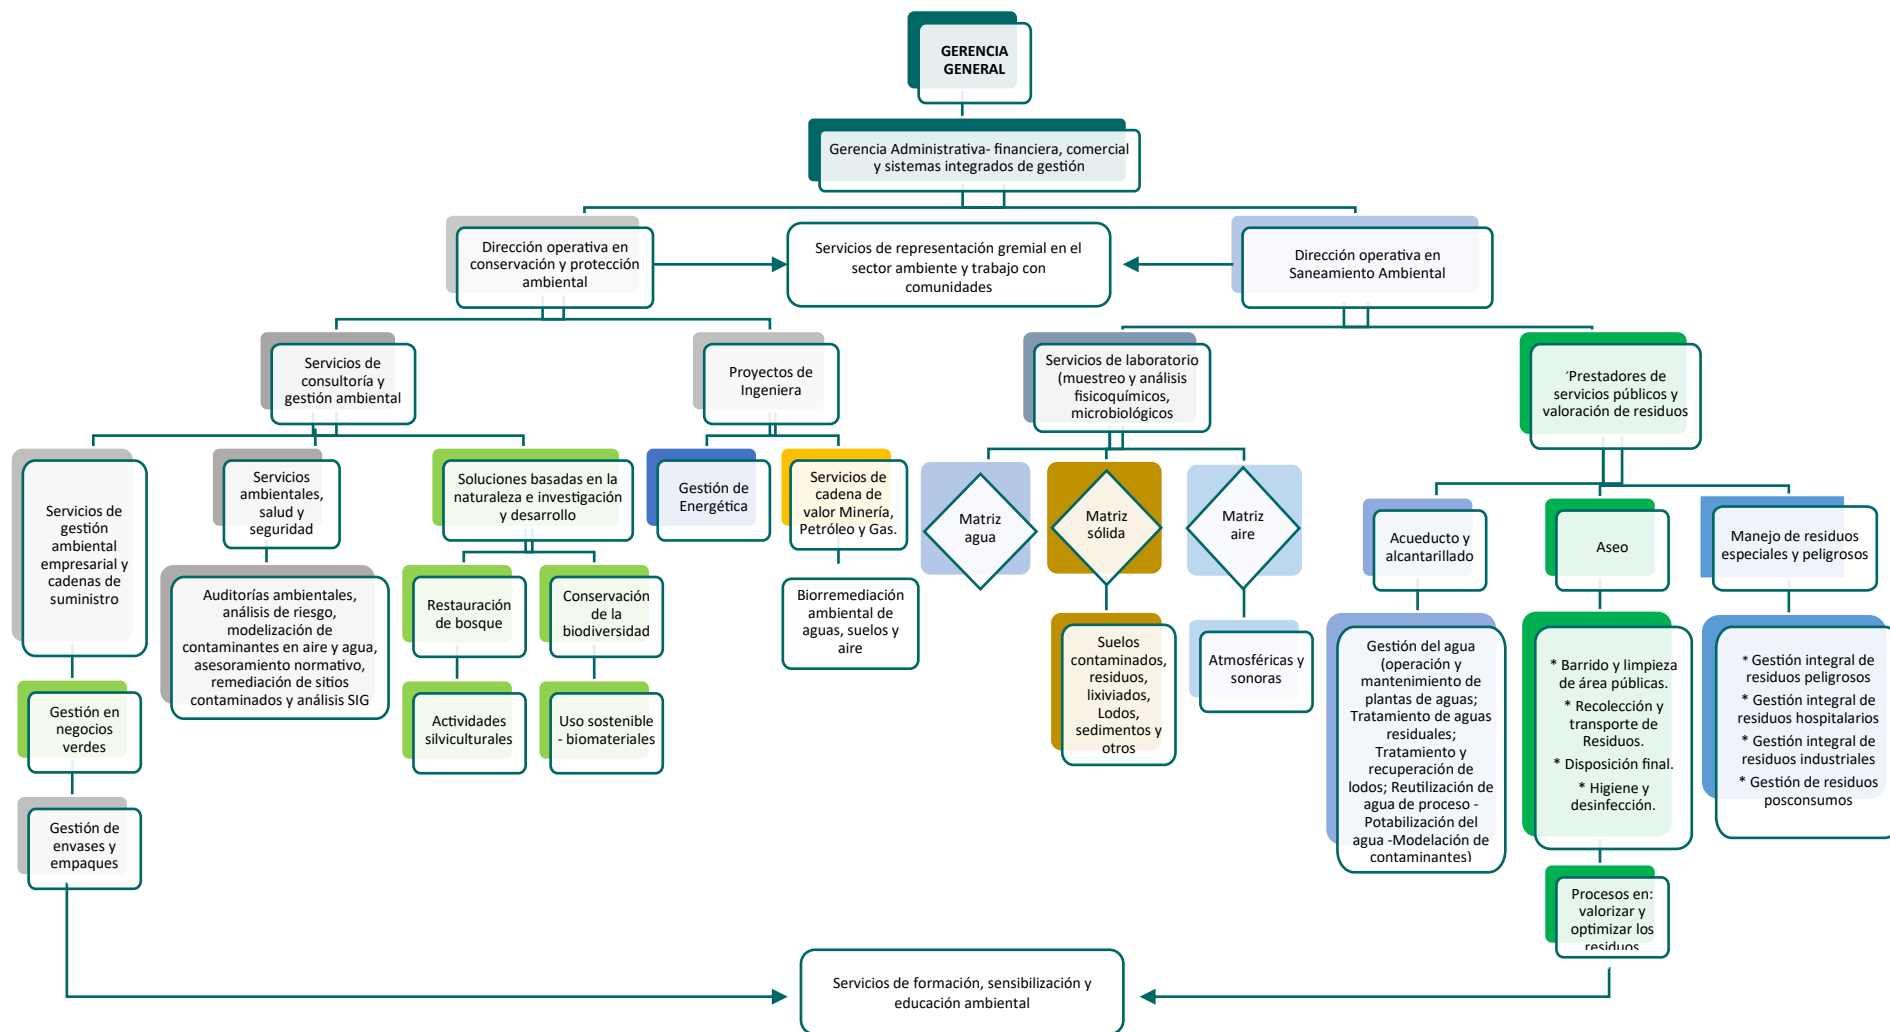 GERENCIA
GENERAL
Gerencia Administrativa- financiera, comercial
y sistemas integrados de gestión
Dirección operativa en
conservación y protección
ambiental
Servicios de representación gremial en el
sector ambiente y trabajo con
comunidades
Dirección operativa en
Saneamiento Ambiental
Servicios de
consultoría y
gestión ambiental
Proyectos de
Ingeniera
Servicios de laboratorio
(muestreo y análisis
fisicoquímicos,
microbiológicos
´Prestadores de
servicios públicos y
valoración de residuos
Servicios de
gestión
ambiental
empresarial y
cadenas de
suministro
Servicios
ambientales,
salud y
seguridad
Soluciones basadas en la
naturaleza e investigación
y desarrollo
Gestión de
Energética
Servicios de
cadena de
valor Minería,
Petróleo y Gas.
Matriz
agua
Matriz
sólida
Matriz
aire
Acueducto y
alcantarillado
Aseo
Manejo de residuos
especiales y peligrosos
Auditorías ambientales,
análisis de riesgo,
modelización de
contaminantes en aire y agua,
asesoramiento normativo,
remediación de sitios
contaminados y análisis SIG
Restauración
de bosque
Conservación
de la
biodiversidad
Biorremediación
ambiental de
aguas, suelos y
aire
Suelos
contaminados,
residuos,
lixiviados,
Lodos,
sedimentos y
otros
Atmosféricas y
sonoras
Gestión del agua
(operación y
mantenimiento de
plantas de aguas;
Tratamiento de aguas
residuales;
Tratamiento y
recuperación de
lodos; Reutilización de
agua de proceso -
Potabilización del
agua -Modelación de
contaminantes)
* Barrido y limpieza
de área públicas.
* Recolección y
transporte de
Residuos.
* Disposición final.
* Higiene y
desinfección.
* Gestión integral de
residuos peligrosos
* Gestión integral de
residuos hospitalarios
* Gestión integral de
residuos industriales
* Gestión de residuos
posconsumos
Gestión en
negocios
verdes
Actividades
silviculturales
Uso sostenible
- biomateriales
Gestión de
envases y
empaques
Procesos en:
valorizar y
optimizar los
residuos
Servicios de formación, sensibilización y
educación ambiental